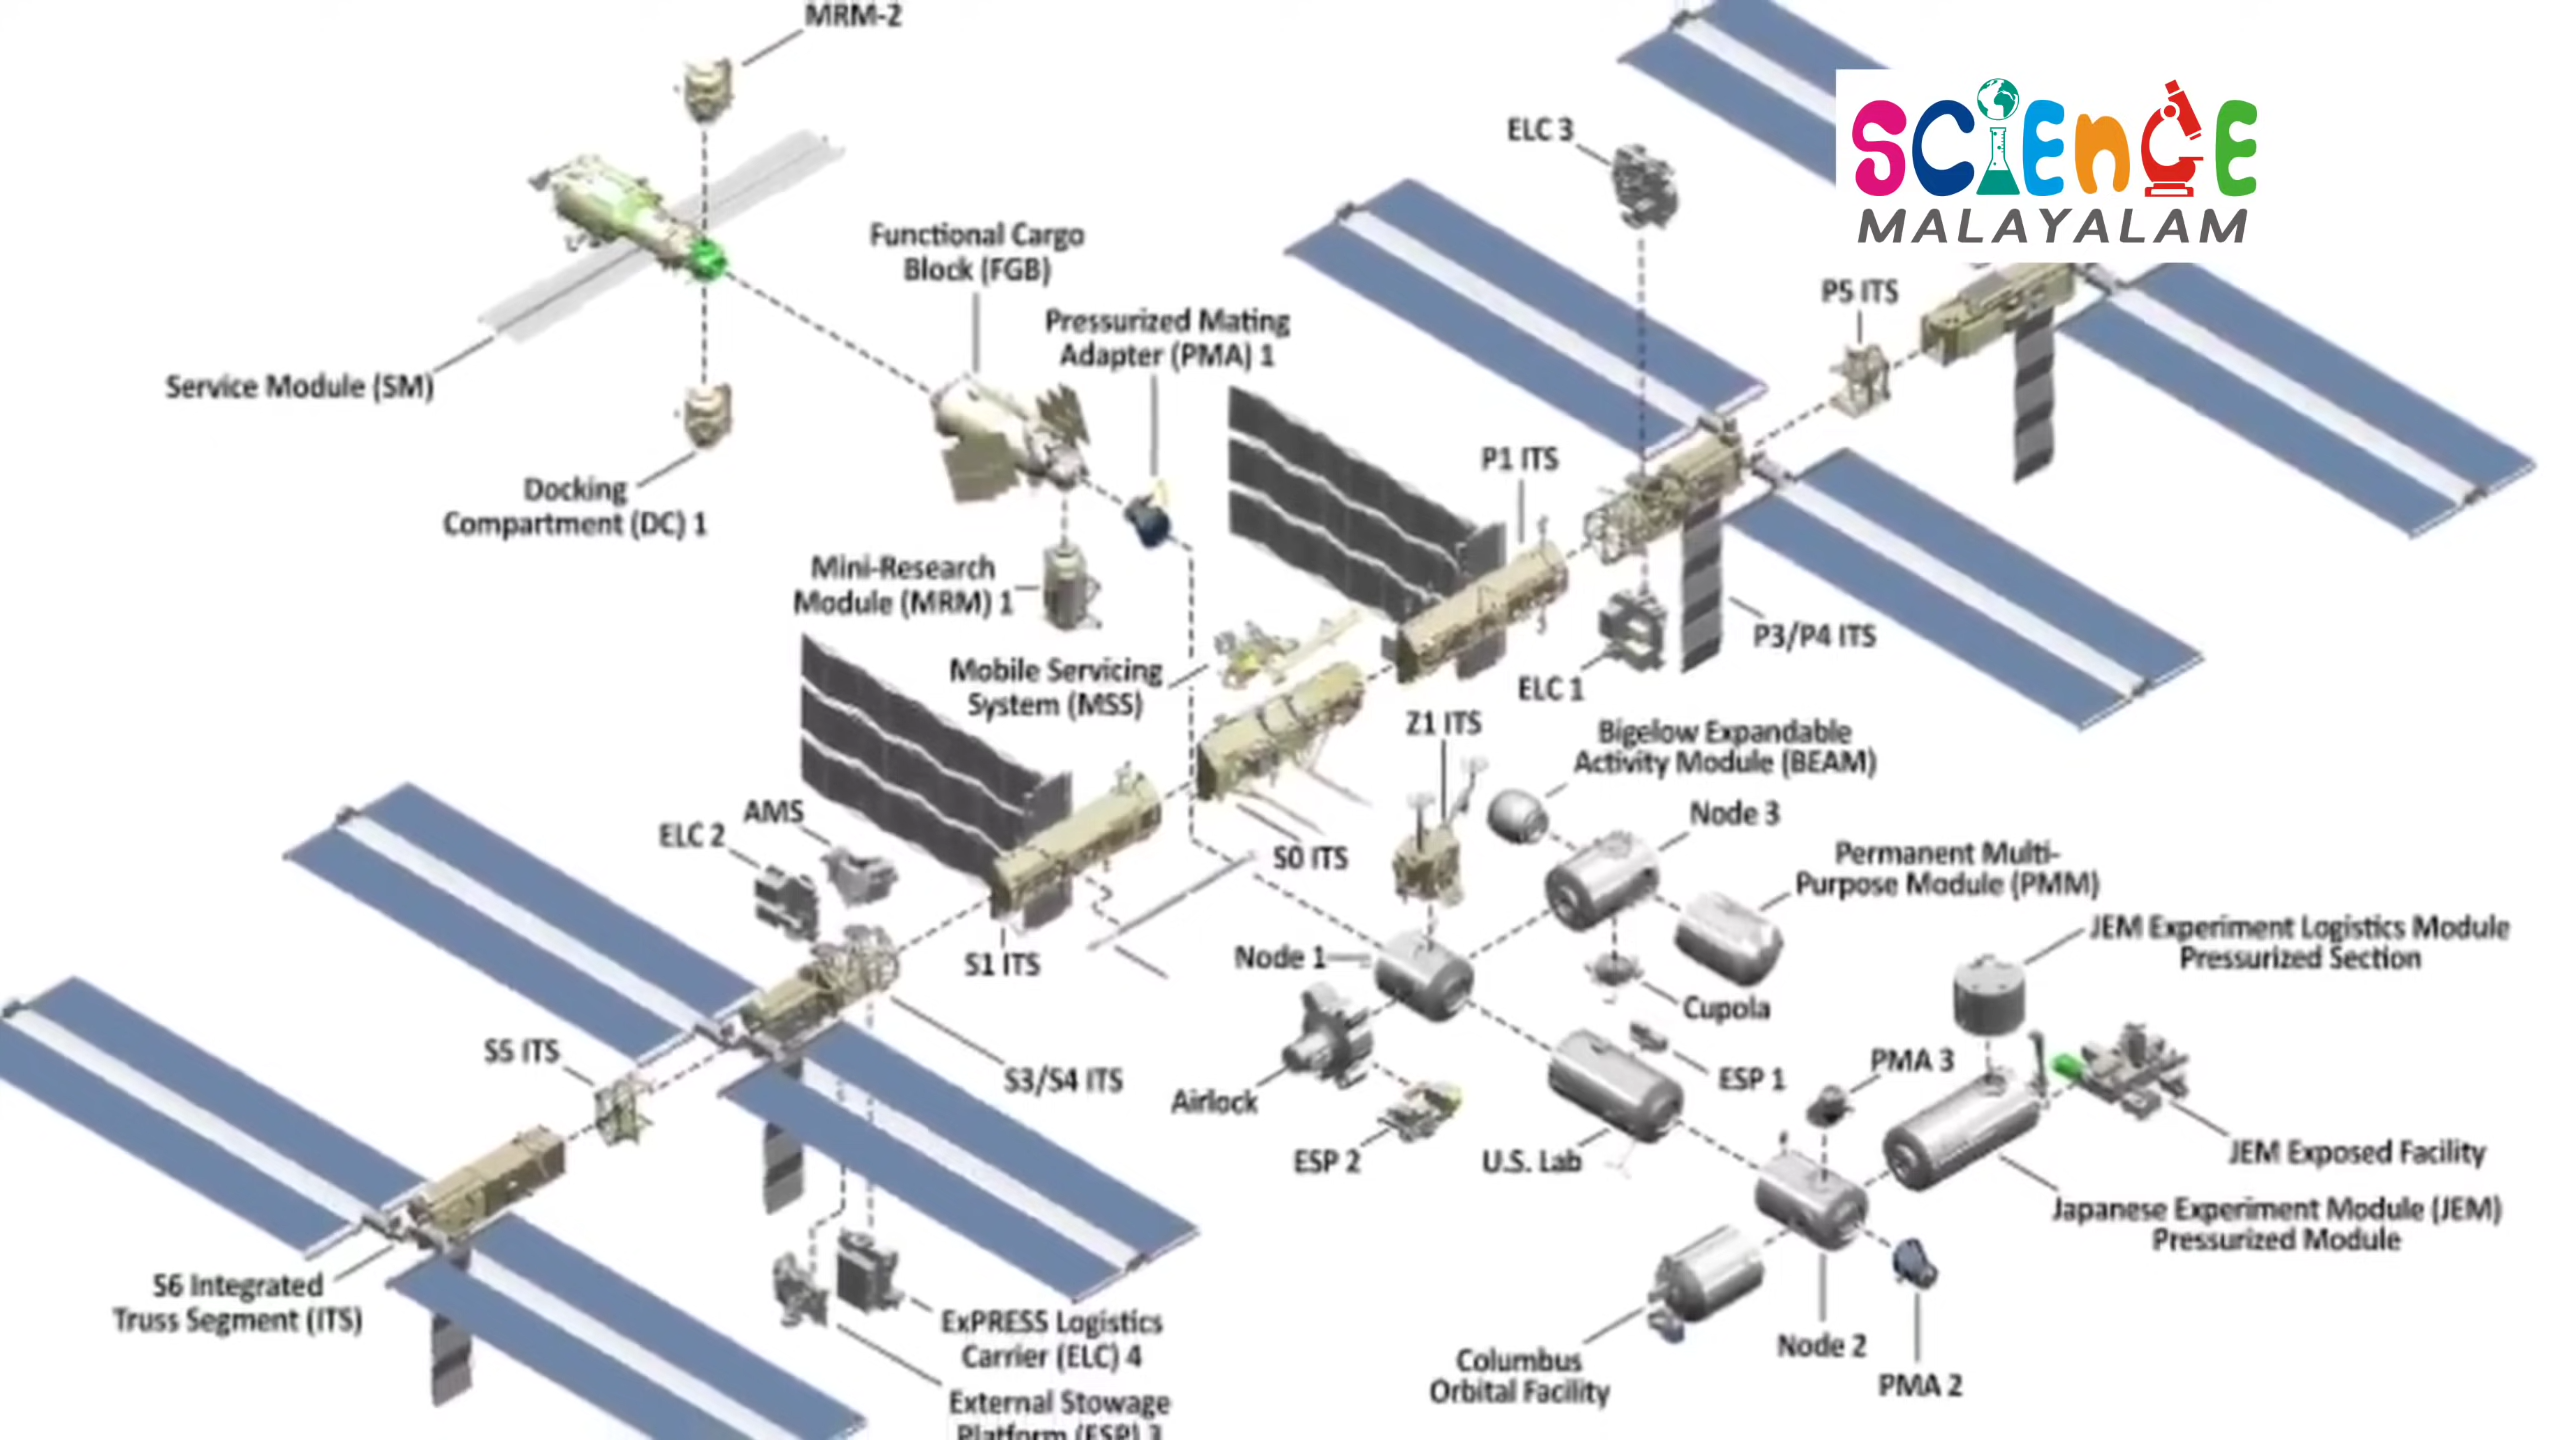 MRM-2
SCIENCE
MALAYALAM
ELC 3
Functional Cargo
Block (FGB)
P5 ITS
Pressurized Mating
Adapter (PMA) 1
Service Module (SM)
P1 ITS
Docking
Compartment (DC) 1
Mini-Research
Module (MRM) 1
P3/P4 ITS
Mobile Servicing
System (MSS)
ELC 1
Z1 ITS
Bigelow Expandable
Activity Module (BEAM)
AMS
Node 3
ELC 2
S0 ITS
Permanent Multi-
Purpose Module (PMM)
JEM Experiment Logistics Module
Pressurized Section
S1 ITS
Node 1
Cupola
S5 ITS
S3/S4 ITS
Airlock
ESP 1
PMA 3
ESP 2
U.S. Lab
JEM Exposed Facility
Japanese Experiment Module (JEM)
Pressurized Module
S6 Integrated
Truss Segment (ITS)
ExPRESS Logistics
Carrier (ELC) 4
Node 2
Columbus
Orbital Facility
PMA 2
External Stowage
Platform (ESP) 3